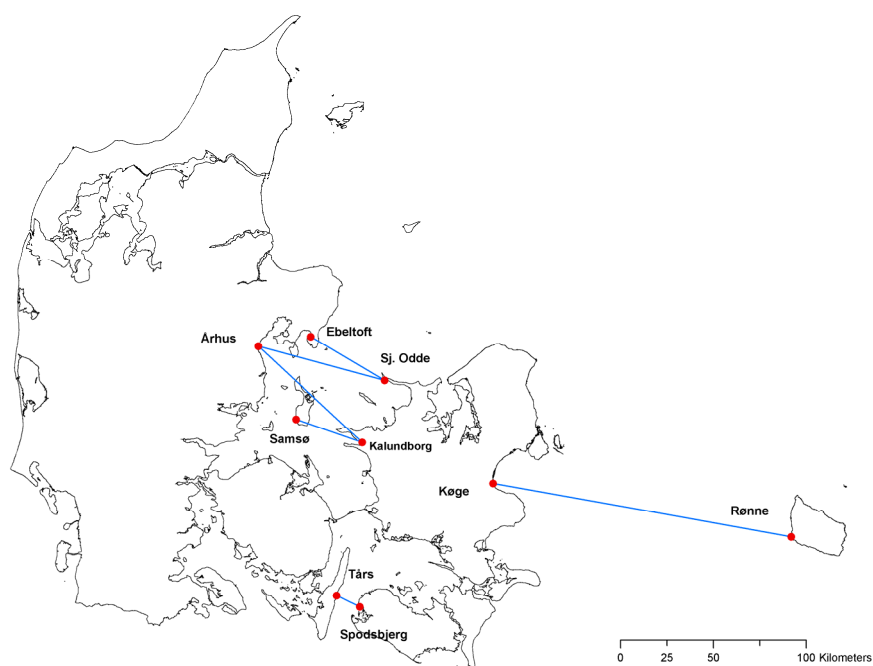 Ebeltoft
Århus
Sj. Odde
Samsø
Kalundborg
Køge
Rønne
Tårs
Spodsbjerg
0 25 50 100 Kilometers